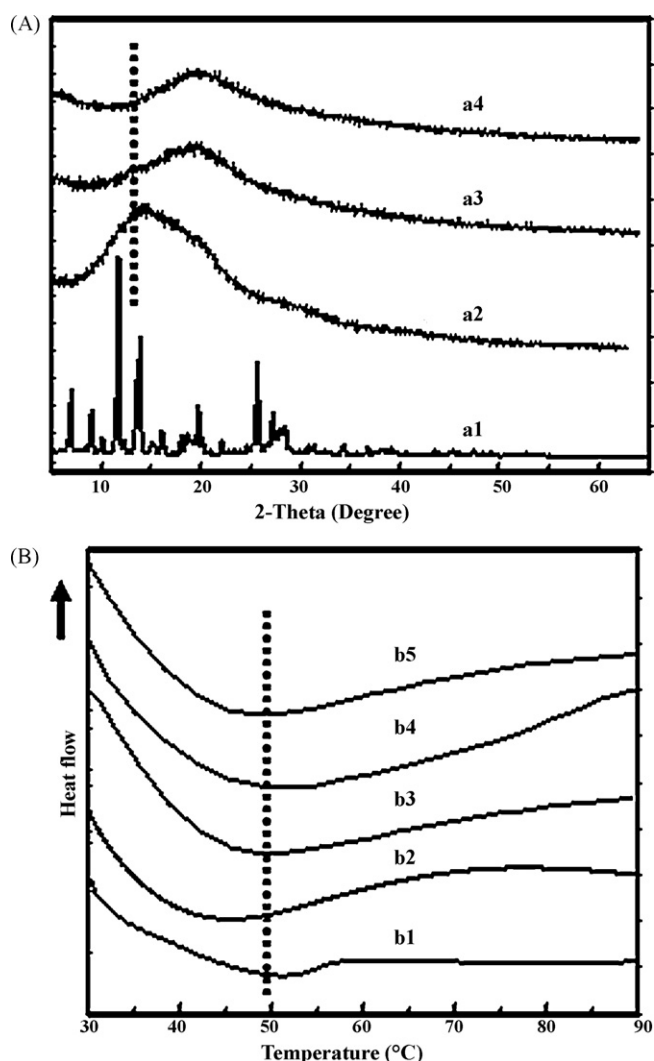 (A)
a4
a3
a2
a1
10 20 30 40 50 60
2-Theta (Degree)
(B)
b5
b4
b3
b2
b1
Heat flow
30 40 50 60 70 80 90
Temperature (°C)